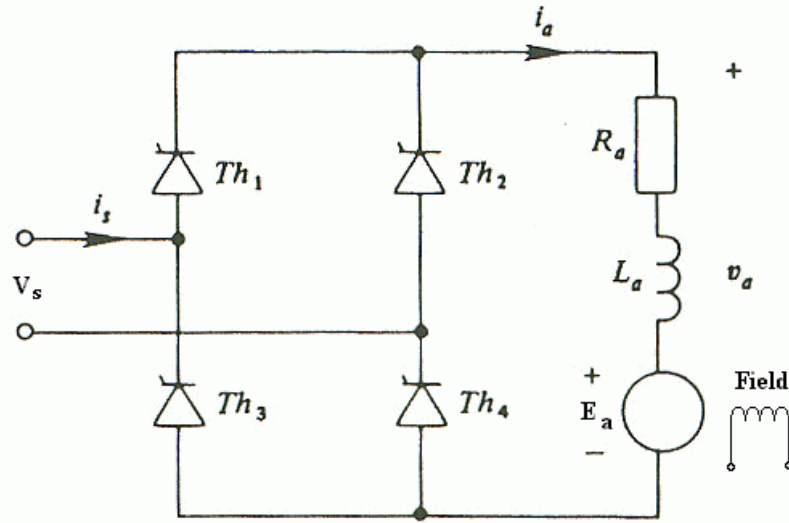 i_a
+
R_a
Th_1
Th_2
i_s
V_s
L_a
v_a
+
Field
Th_3
Th_4
E_a
−